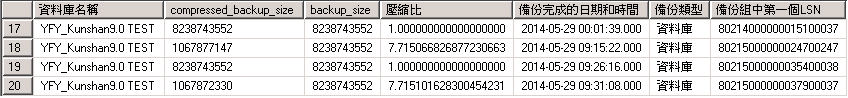 資料庫名稱 compressed_backup_size backup_size 壓縮比 備份完成的日期和時間 備份類型 備份組中第一個LSN
17 YFY_Kunshan9.0 TEST 8238743552 8238743552 1.000000000000000000 2014-05-29 00:01:39.000 資料庫 80214000000015100037
18 YFY_Kunshan9.0 TEST 1067877147 8238743552 7.715066826877230663 2014-05-29 09:15:22.000 資料庫 80215000000024700247
19 YFY_Kunshan9.0 TEST 8238743552 8238743552 1.000000000000000000 2014-05-29 09:26:16.000 資料庫 80215000000035400038
20 YFY_Kunshan9.0 TEST 1067872330 8238743552 7.715101628300454231 2014-05-29 09:31:08.000 資料庫 80215000000037900037